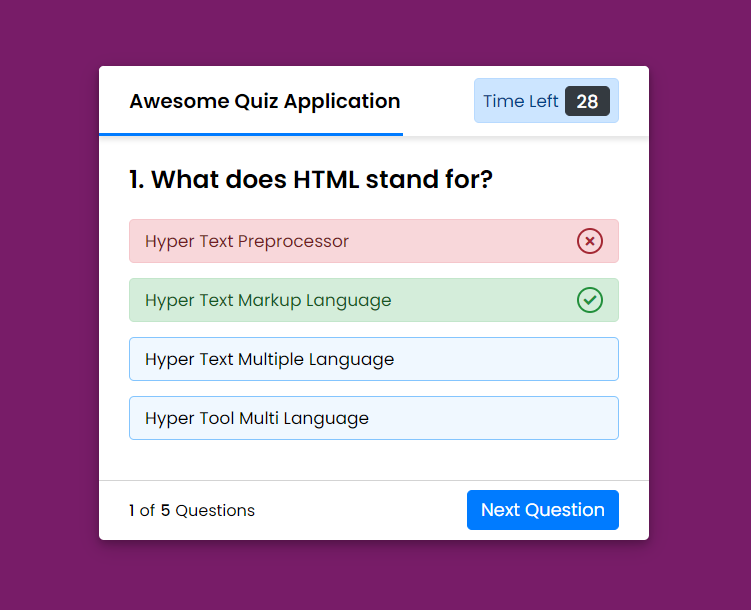 Awesome Quiz Application
Time Left 28
1. What does HTML stand for?
Hyper Text Preprocessor
Hyper Text Markup Language
Hyper Text Multiple Language
Hyper Tool Multi Language
1 of 5 Questions
Next Question